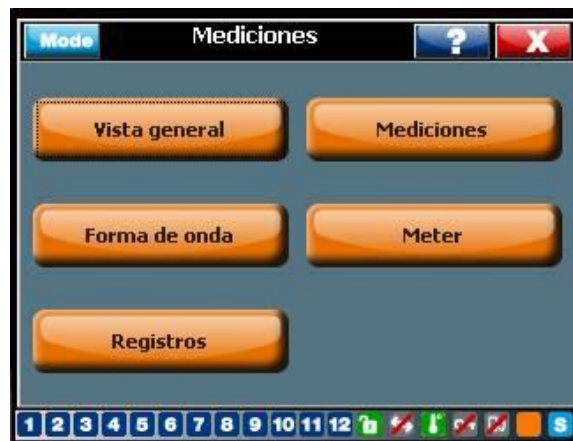 Mode Mediciones ? X
Vista general Mediciones
Forma de onda Meter
Registros
1 2 3 4 5 6 7 8 9 10 11 12 S